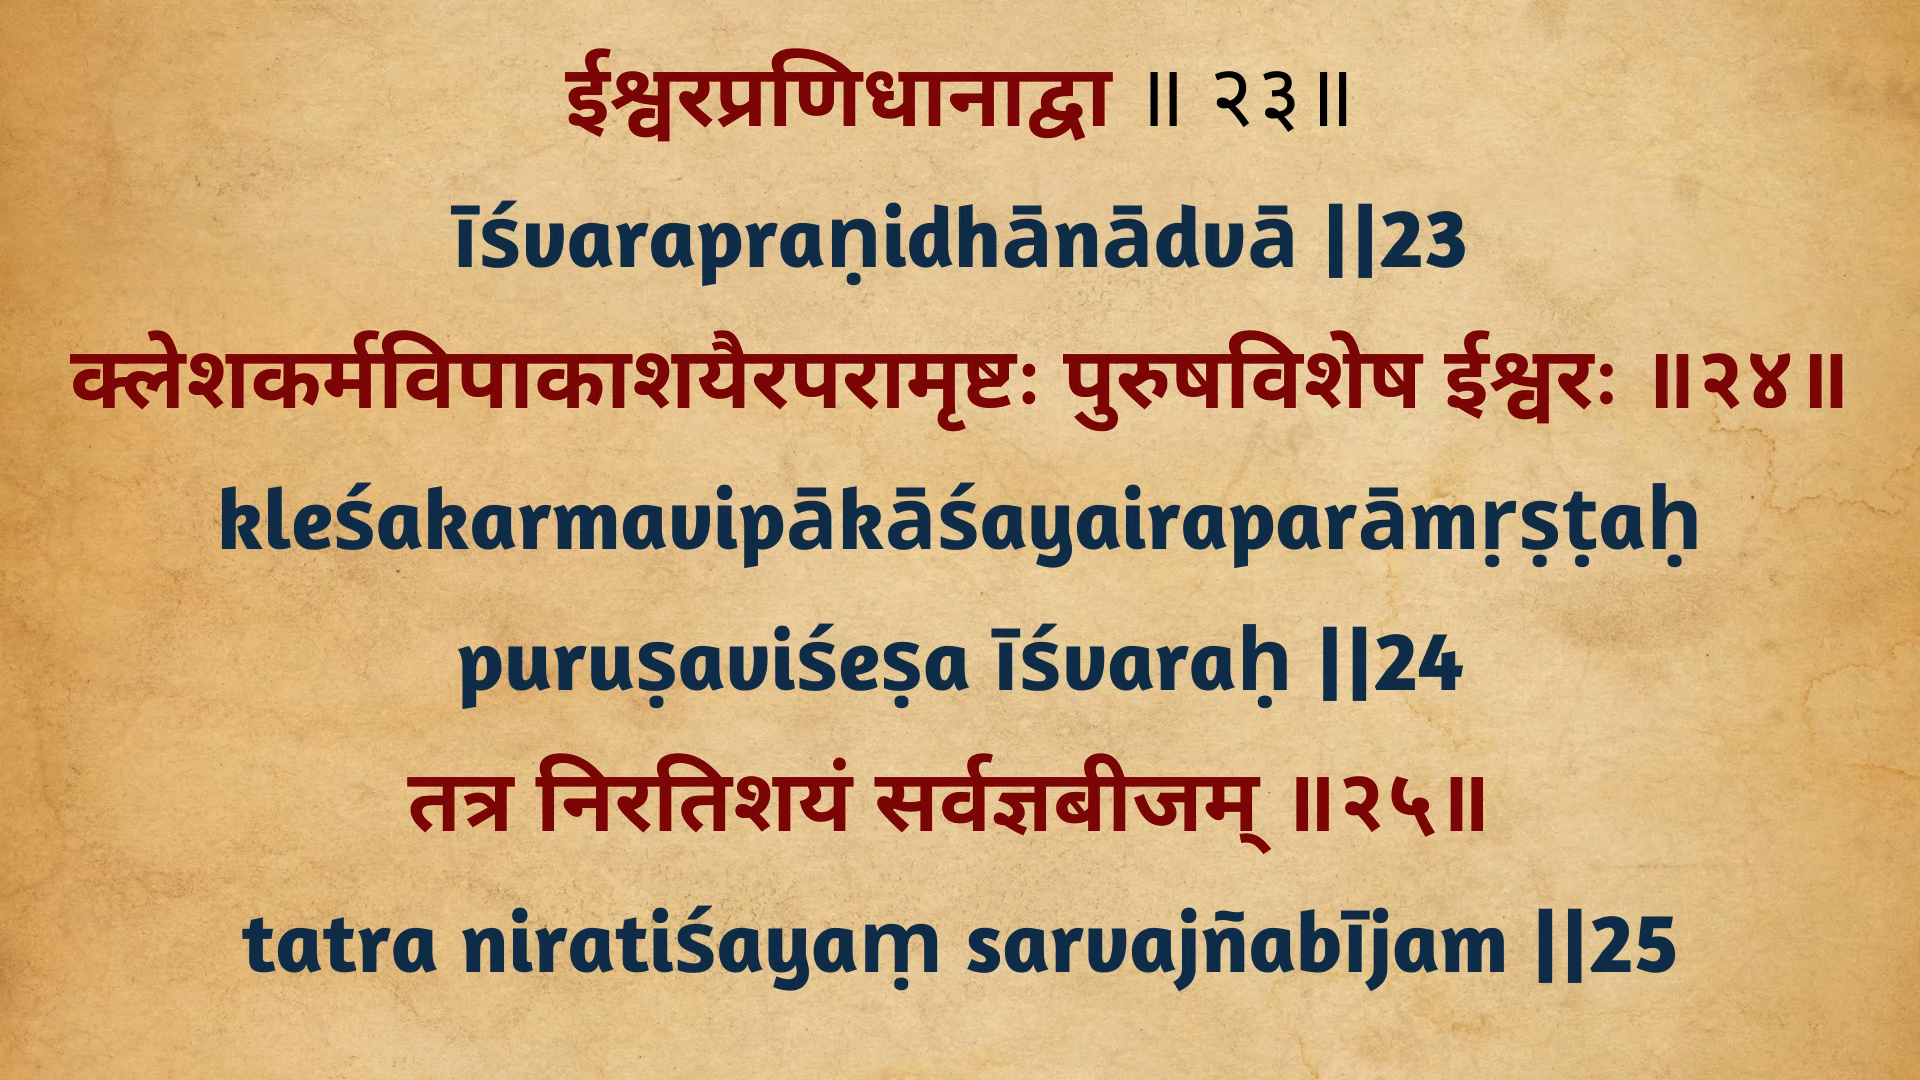 ईश्वरप्रणिधानाद्वा ॥ २३॥
īśvarapraṇidhānādvā ||23
क्लेशकर्मविपाकाशयैरपरामृष्टः पुरुषविशेष ईश्वरः ॥२४॥
kleśakarmavipākāśayairaparāmṛṣṭaḥ
puruṣaviśeṣa īśvaraḥ ||24
तत्र निरतिशयं सर्वज्ञबीजम् ॥२५॥
tatra niratiśayaṃ sarvajñabījam ||25